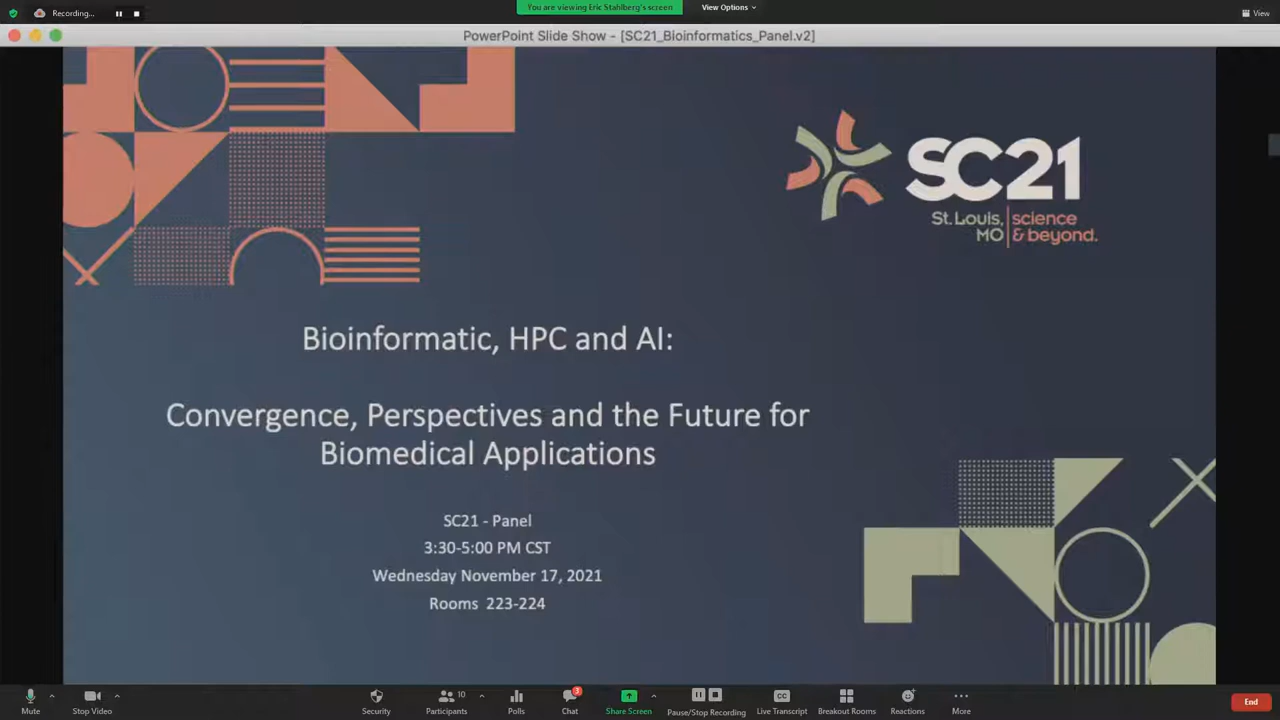 Recording...
You are viewing Eric Stahlberg's screen
View Options
View
PowerPoint Slide Show - [SC21_Bioinformatics_Panel.v2]
SC21
St. Louis, MO
science & beyond.
Bioinformatic, HPC and AI:
Convergence, Perspectives and the Future for
Biomedical Applications
SC21 - Panel
3:30-5:00 PM CST
Wednesday November 17, 2021
Rooms 223-224
Mute
Stop Video
Security
Participants 10
Polls
Chat 3
Share Screen
Pause/Stop Recording
CC
Live Transcript
Breakout Rooms
Reactions
More
End